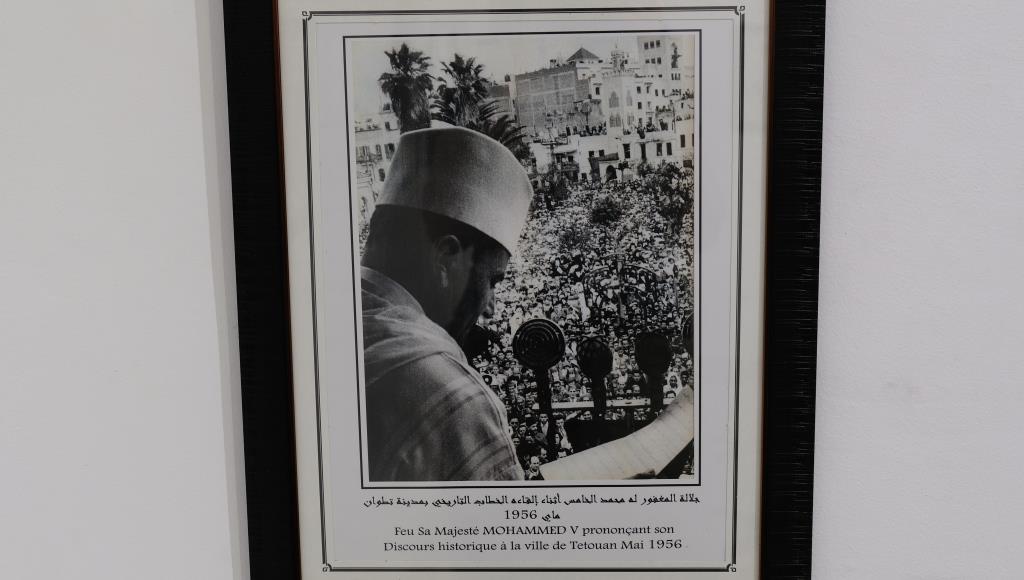 جلالة المغفور له محمد الخامس أثناء إلقاءه الخطاب التاريخي بمدينة تطوان
ماي 1956
Feu Sa Majesté MOHAMMED V prononçant son
Discours historique à la ville de Tetouan Mai 1956